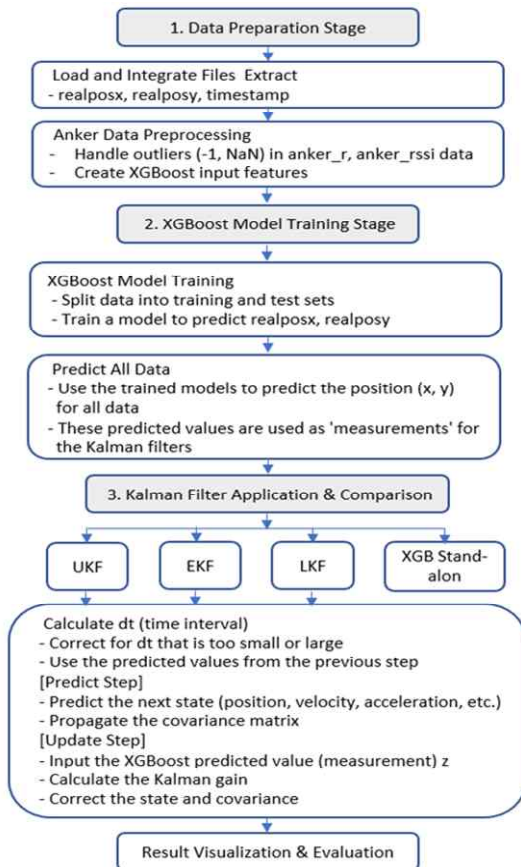 1. Data Preparation Stage
Load and Integrate Files Extract
- realposx, realposy, timestamp
Anker Data Preprocessing
- Handle outliers (-1, NaN) in anker_r, anker_rssi data
- Create XGBoost input features
2. XGBoost Model Training Stage
XGBoost Model Training
- Split data into training and test sets
- Train a model to predict realposx, realposy
Predict All Data
- Use the trained models to predict the position (x, y)
for all data
- These predicted values are used as 'measurements' for
the Kalman filters
3. Kalman Filter Application & Comparison
UKF
EKF
LKF
XGB Stand-
alon
Calculate dt (time interval)
- Correct for dt that is too small or large
- Use the predicted values from the previous step
[Predict Step]
- Predict the next state (position, velocity, acceleration, etc.)
- Propagate the covariance matrix
[Update Step]
- Input the XGBoost predicted value (measurement) z
- Calculate the Kalman gain
- Correct the state and covariance
Result Visualization & Evaluation